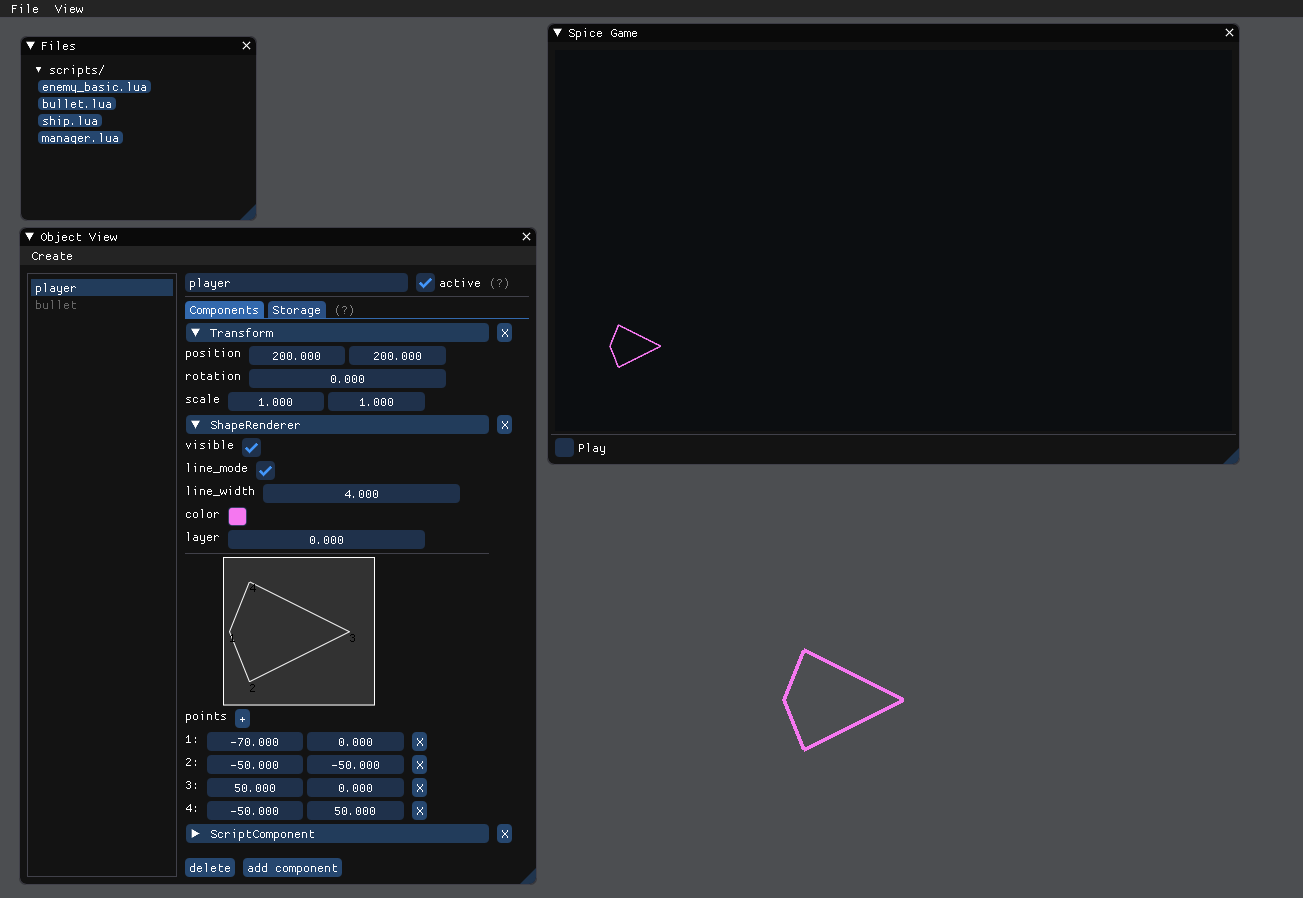 File View
Files
scripts/
enemy_basic.lua
bullet.lua
ship.lua
manager.lua
Object View
Create
player
bullet
player active (?)
Components Storage (?)
Transform X
position 200.000 200.000
rotation 0.000
scale 1.000 1.000
ShapeRenderer X
visible
line_mode
line_width 4.000
color
layer 0.000
4
1 3
2
points +
1: -70.000 0.000 X
2: -50.000 -50.000 X
3: 50.000 0.000 X
4: -50.000 50.000 X
ScriptComponent X
delete add component
Spice Game
Play